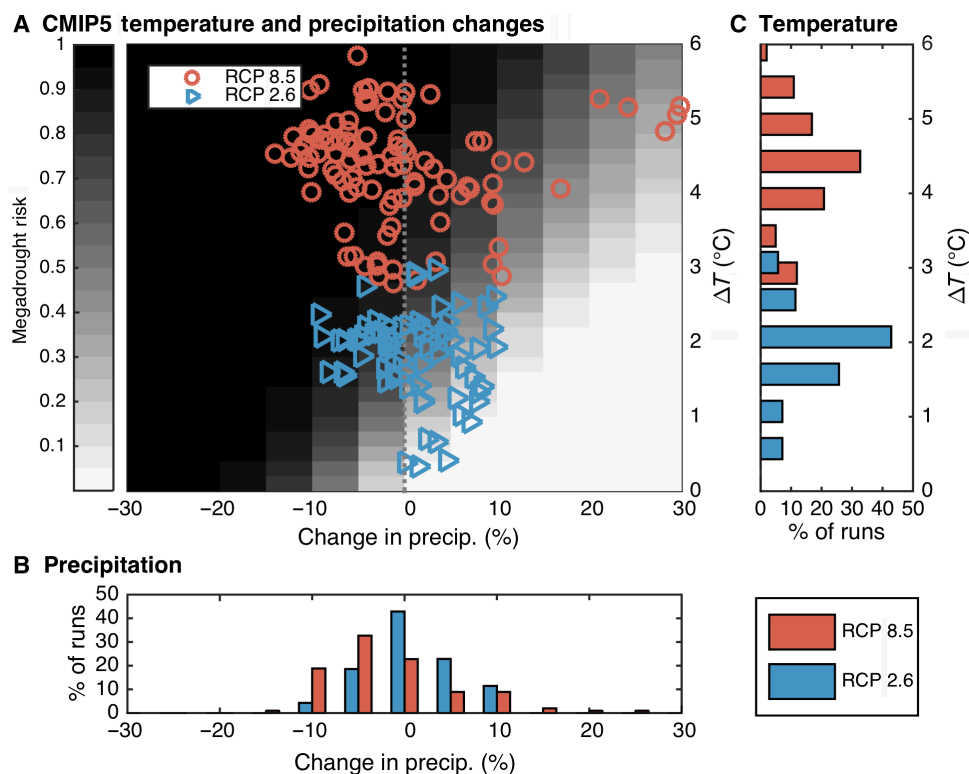 A CMIP5 temperature and precipitation changes
C Temperature
1
0.9
0.8
0.7
0.6
0.5
0.4
0.3
0.2
0.1
Megadrought risk
RCP 8.5
RCP 2.6
6
5
4
3
2
1
0
ΔT (°C)
−30 −20 −10 0 10 20 30
Change in precip. (%)
6
5
4
3
2
1
0
ΔT (°C)
0 10 20 30 40 50
% of runs
B Precipitation
50
40
30
20
10
0
% of runs
−30 −20 −10 0 10 20 30
Change in precip. (%)
RCP 8.5
RCP 2.6